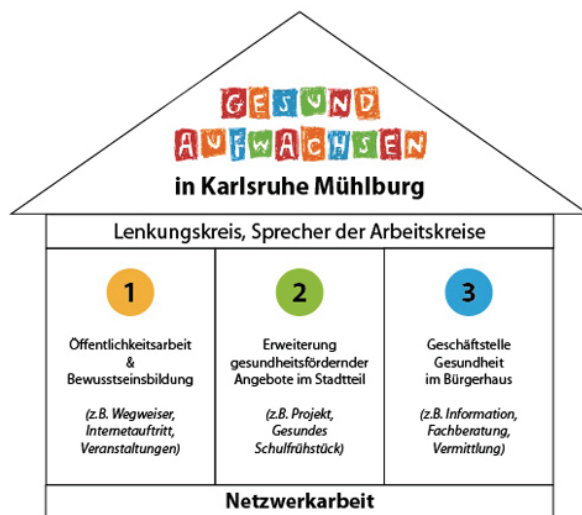 GESUND
AUFWACHSEN
in Karlsruhe Mühlburg
Lenkungskreis, Sprecher der Arbeitskreise
1
Öffentlichkeitsarbeit
&
Bewusstseinsbildung
(z.B. Wegweiser,
Internetauftritt,
Veranstaltungen)
2
Erweiterung
gesundheitsfördernder
Angebote im Stadtteil
(z.B. Projekt,
Gesundes
Schulfrühstück)
3
Geschäftstelle
Gesundheit
im Bürgerhaus
(z.B. Information,
Fachberatung,
Vermittlung)
Netzwerkarbeit